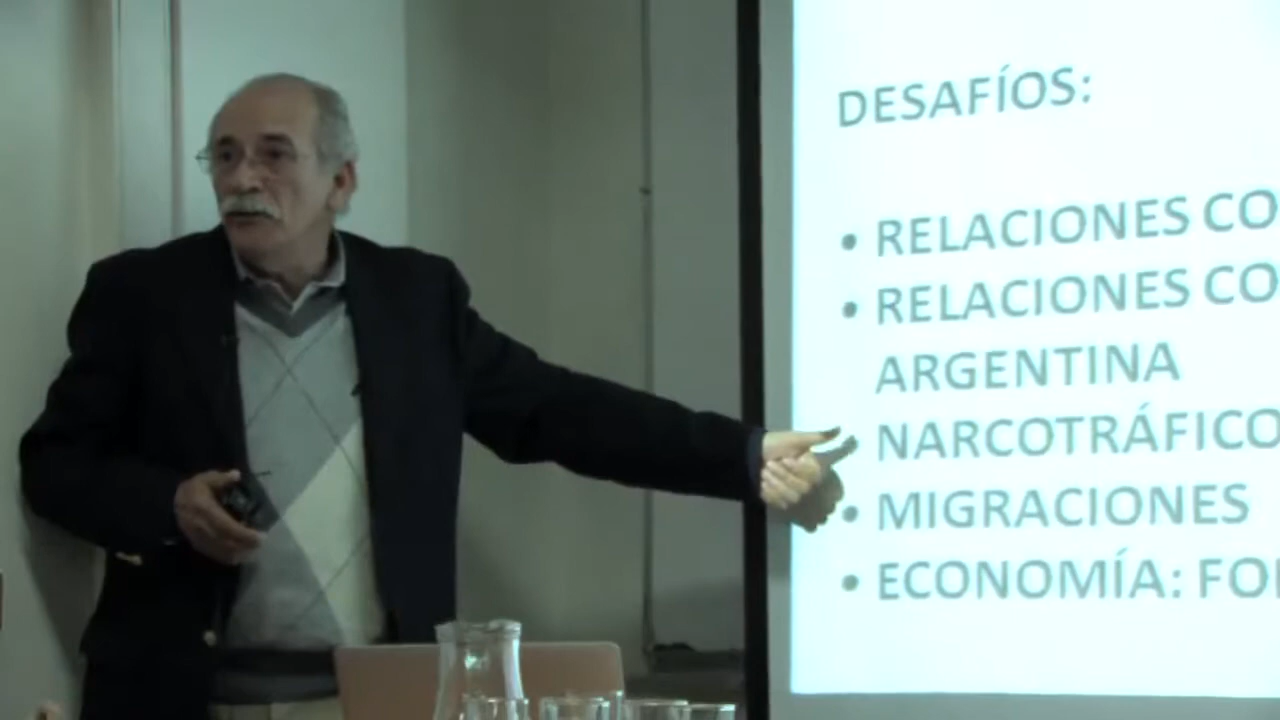 DESAFÍOS:
• RELACIONES CO
• RELACIONES CO
ARGENTINA
• NARCOTRÁFICO
• MIGRACIONES
• ECONOMÍA: FO